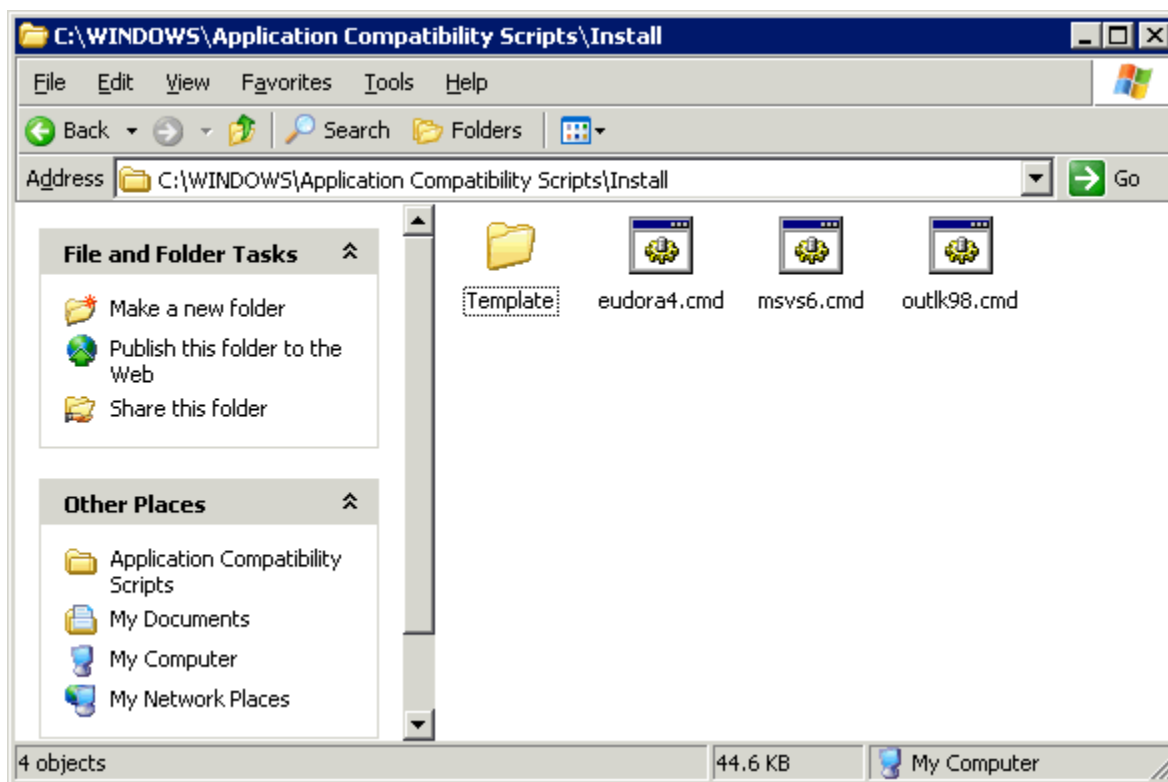 C:\WINDOWS\Application Compatibility Scripts\Install
File Edit View Favorites Tools Help
Back Search Folders
Address C:\WINDOWS\Application Compatibility Scripts\Install Go
File and Folder Tasks
Make a new folder
Publish this folder to the
Web
Share this folder
Other Places
Application Compatibility
Scripts
My Documents
My Computer
My Network Places
Template eudora4.cmd msvs6.cmd outlk98.cmd
4 objects 44.6 KB My Computer